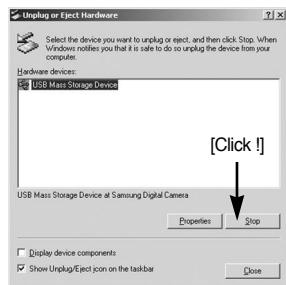 Unplug or Eject Hardware
Select the device you want to unplug or eject, and then click Stop. When
Windows notifies you that it is safe to do so unplug the device from your
computer.
Hardware devices:
USB Mass Storage Device
[Click !]
USB Mass Storage Device at Samsung Digital Camera
Properties
Stop
Display device components
Show Unplug/Eject icon on the taskbar
Close